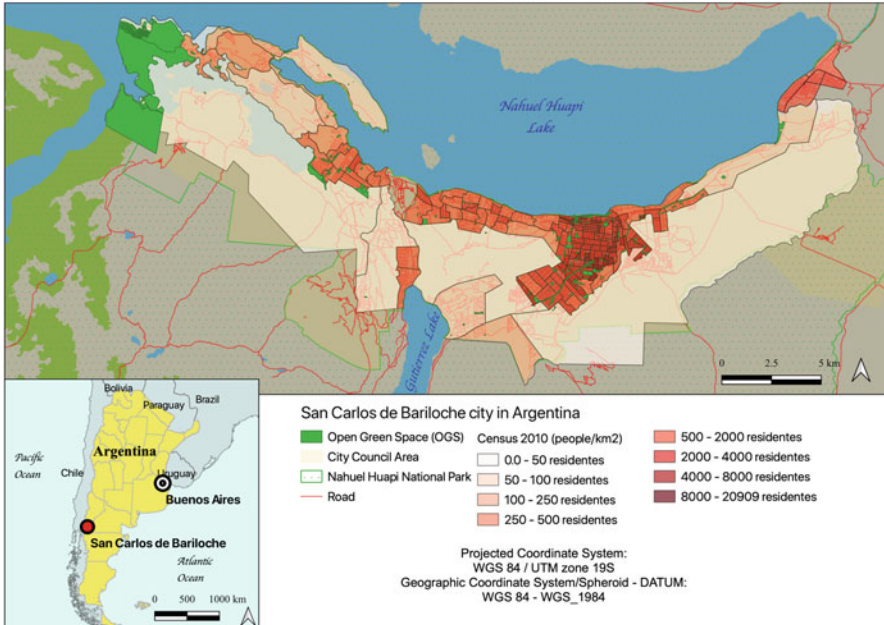 Nahuel Huapi
Lake
Gutierrez Lake
0 2.5 5 km
Bolivia
Paraguay
Brazil
Pacific
Ocean
Chile
Argentina
Uruguay
Buenos Aires
San Carlos de Bariloche
Atlantic
Ocean
0 500 1000 km
San Carlos de Bariloche city in Argentina
Open Green Space (OGS)
City Council Area
Nahuel Huapi National Park
Road
Census 2010 (people/km2)
0.0 - 50 residentes
50 - 100 residentes
100 - 250 residentes
250 - 500 residentes
500 - 2000 residentes
2000 - 4000 residentes
4000 - 8000 residentes
8000 - 20909 residentes
Projected Coordinate System:
WGS 84 / UTM zone 19S
Geographic Coordinate System/Spheroid - DATUM:
WGS 84 - WGS_1984